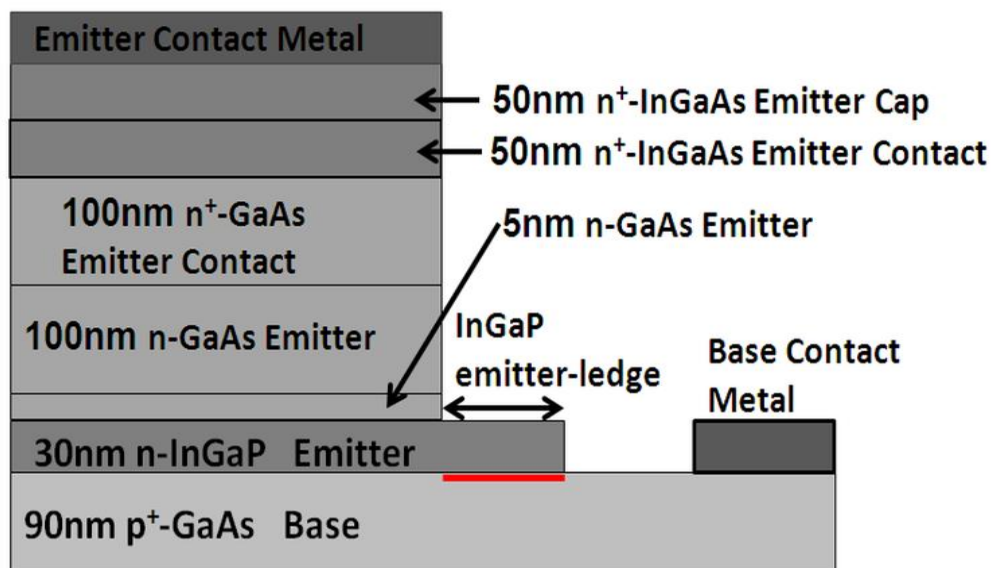 Emitter Contact Metal
50nm n⁺-InGaAs Emitter Cap
50nm n⁺-InGaAs Emitter Contact
100nm n⁺-GaAs
Emitter Contact
5nm n-GaAs Emitter
100nm n-GaAs Emitter
InGaP
emitter-ledge
Base Contact
Metal
30nm n-InGaP Emitter
90nm p⁺-GaAs Base